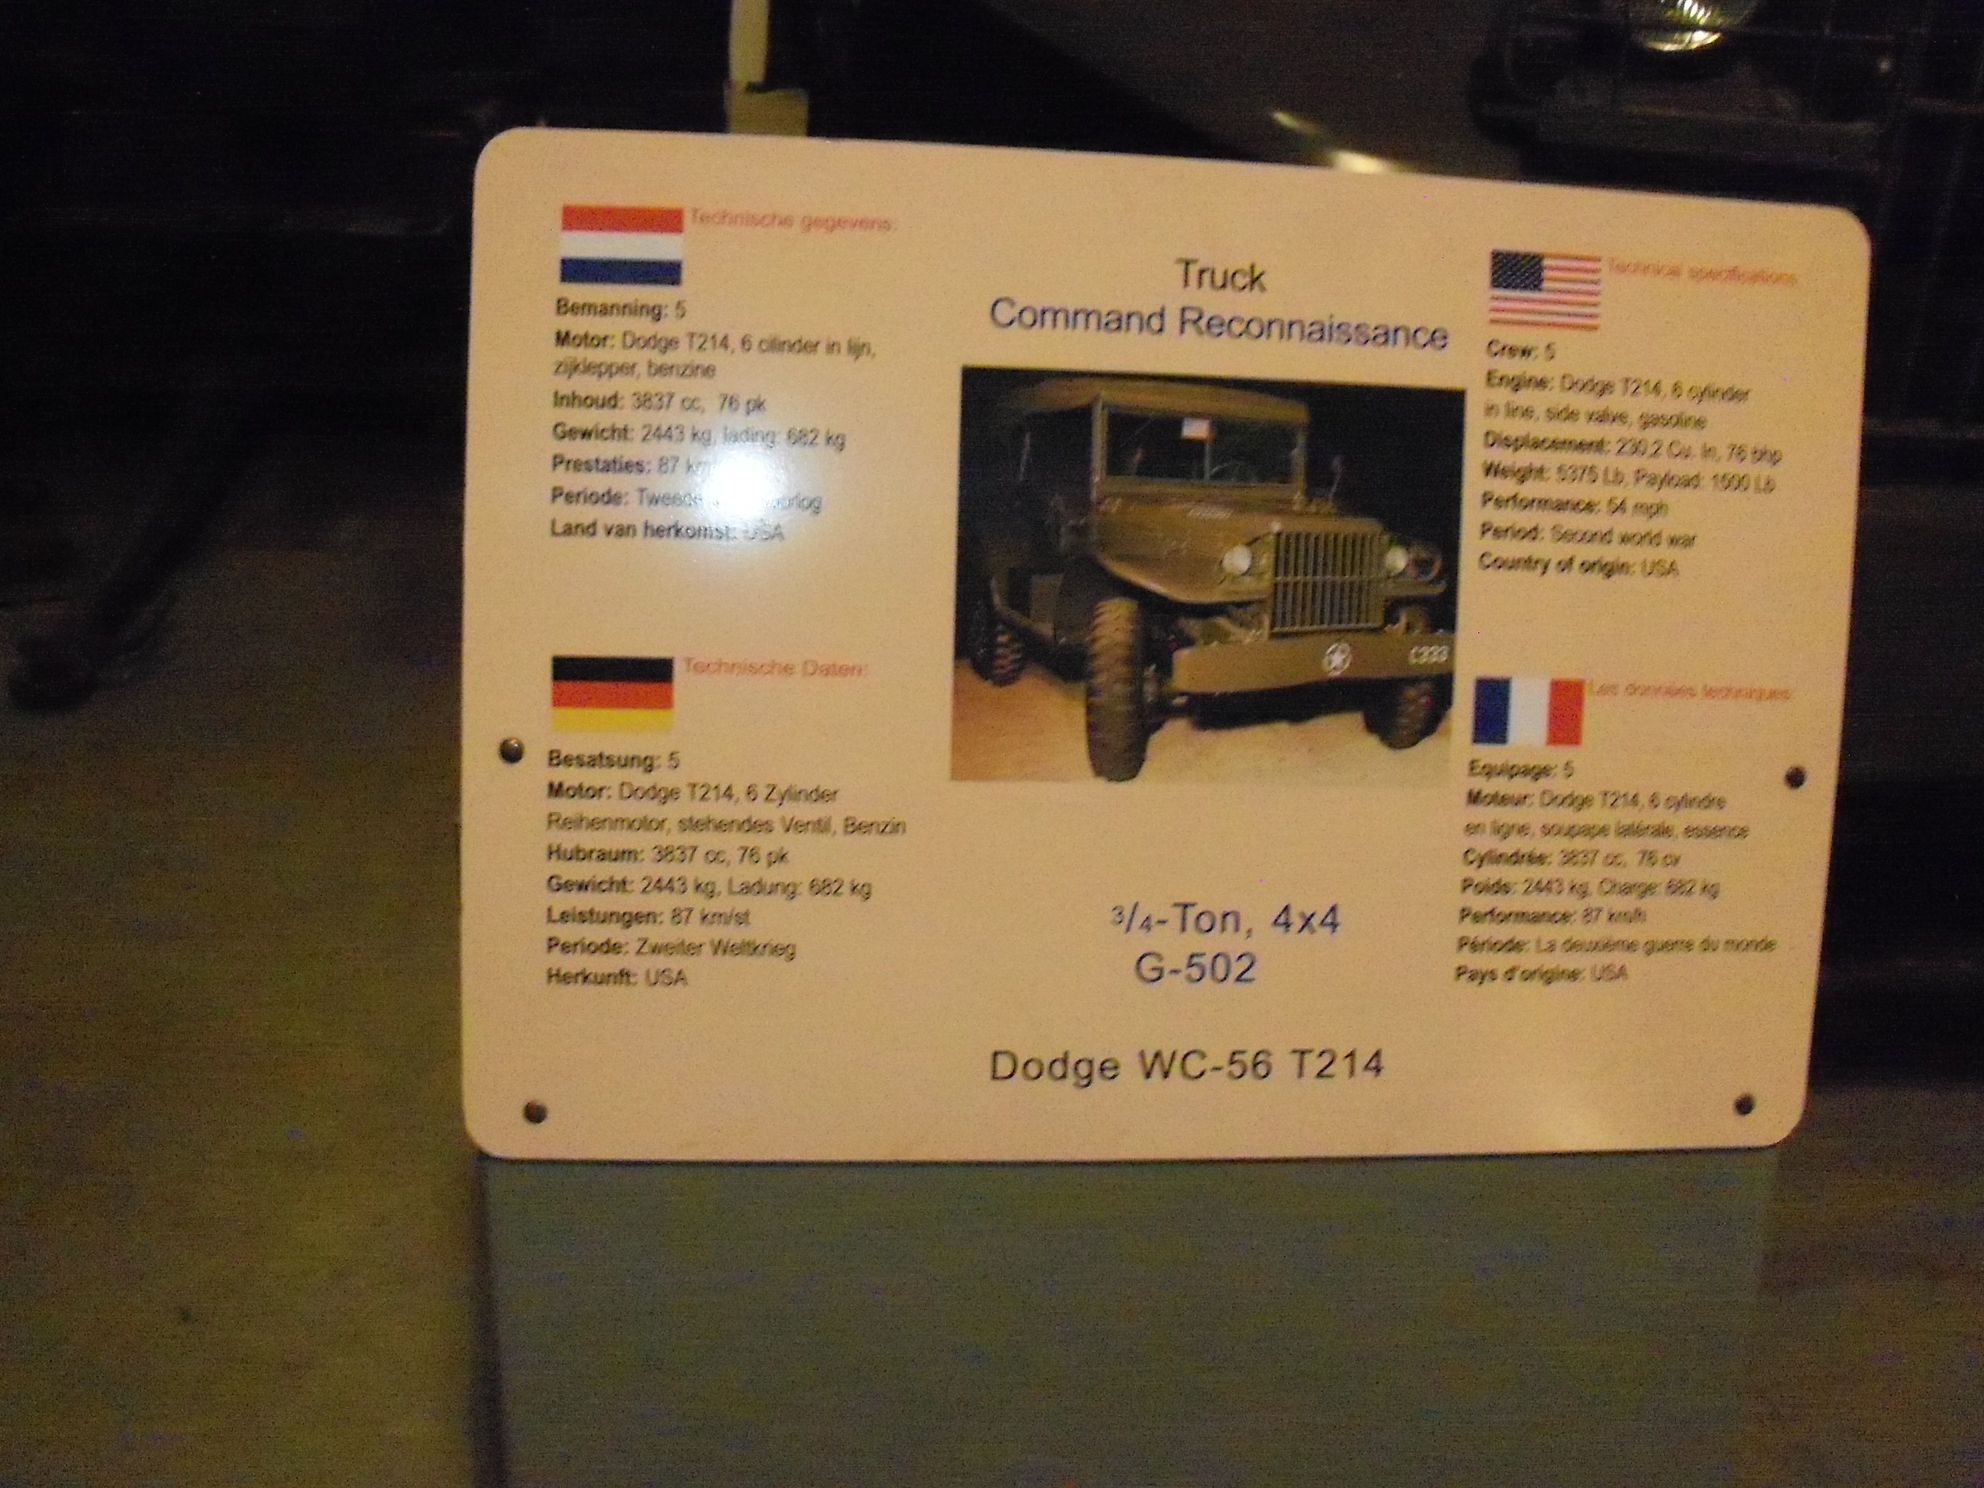 Technische gegevens:
Bemanning: 5
Motor: Dodge T214, 6 cilinder in lijn,
zijklepper, benzine
Inhoud: 3837 cc, 76 pk
Gewicht: 2443 kg, lading: 682 kg
Prestaties: 87
Periode: Tweede
Land van herkomst: USA
Technische Daten:
Besatsung: 5
Motor: Dodge T214, 6 Zylinder
Reihenmotor, stehendes Ventil, Benzin
Hubraum: 3837 cc, 76 pk
Gewicht: 2443 kg, Ladung: 682 kg
Leistungen: 87 km/st
Periode: Zweiter Weltkrieg
Herkunft: USA
Truck
Command Reconnaissance
C333
3/4-Ton, 4x4
G-502
Dodge WC-56 T214
Technical specifications
Crew: 5
Engine: Dodge T214, 6 cylinder
in line, side valve, gasoline
Displacement: 230,2 Cu. In, 76 bhp
Weight: 5375 Lb, Payload: 1500 Lb
Performance: 54 mph
Period: Second world war
Country of origin: USA
Les données techniques:
Equipage: 5
Moteur: Dodge T214, 6 cylindre
en ligne, soupape latérale, essence
Cylindrée: 3837 cc, 76 cv
Poids: 2443 kg, Charge: 682 kg
Performance: 87 km/h
Période: La deuxième guerre du monde
Pays d'origine: USA